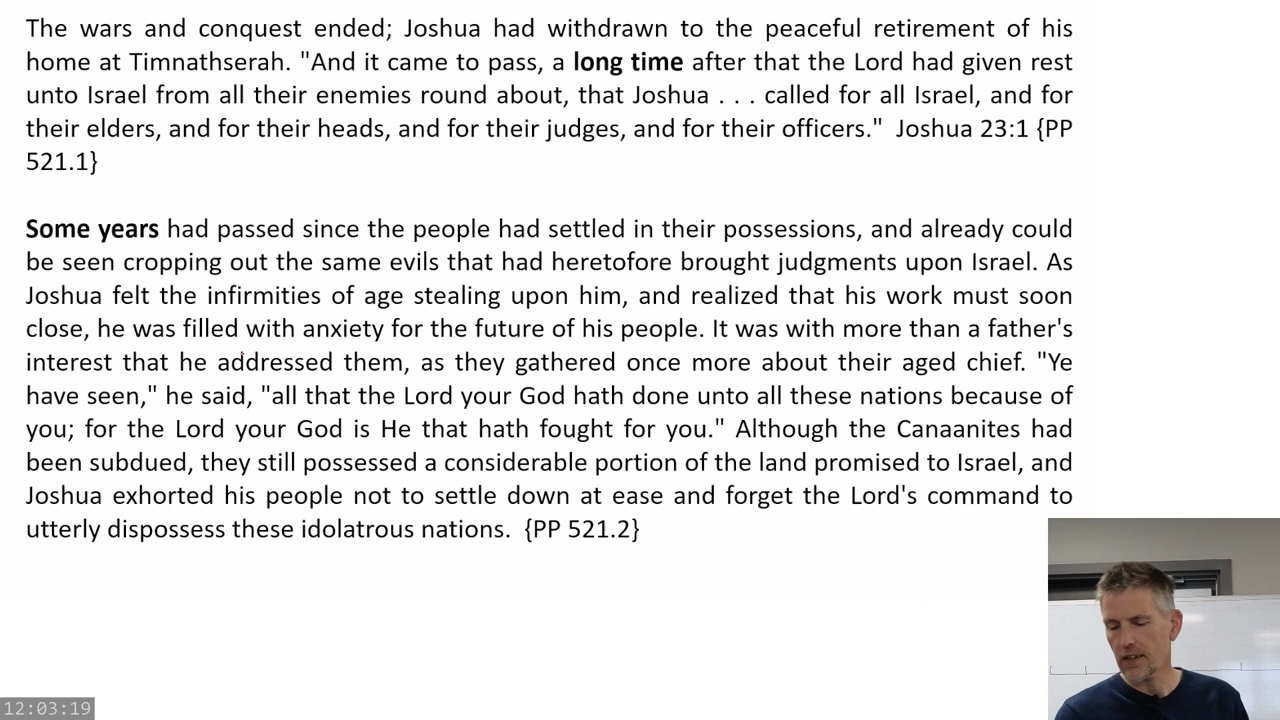 The wars and conquest ended; Joshua had withdrawn to the peaceful retirement of his
home at Timnathserah. "And it came to pass, a long time after that the Lord had given rest
unto Israel from all their enemies round about, that Joshua . . . called for all Israel, and for
their elders, and for their heads, and for their judges, and for their officers."  Joshua 23:1 {PP
521.1}
Some years had passed since the people had settled in their possessions, and already could
be seen cropping out the same evils that had heretofore brought judgments upon Israel. As
Joshua felt the infirmities of age stealing upon him, and realized that his work must soon
close, he was filled with anxiety for the future of his people. It was with more than a father's
interest that he addressed them, as they gathered once more about their aged chief. "Ye
have seen," he said, "all that the Lord your God hath done unto all these nations because of
you; for the Lord your God is He that hath fought for you." Although the Canaanites had
been subdued, they still possessed a considerable portion of the land promised to Israel, and
Joshua exhorted his people not to settle down at ease and forget the Lord's command to
utterly dispossess these idolatrous nations.  {PP 521.2}
12:03:19